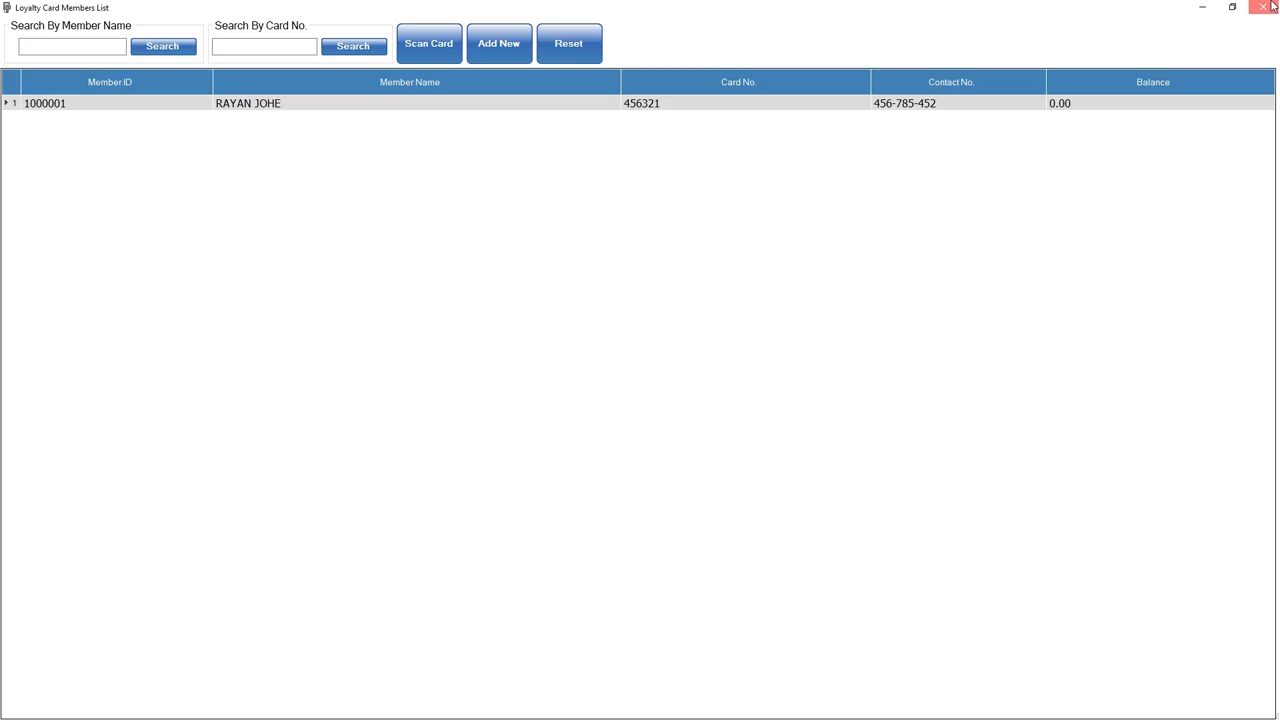 Loyalty Card Members List
Search By Member Name
Search By Card No.
Search
Search
Scan Card
Add New
Reset
Member ID Member Name Card No. Contact No. Balance
1 1000001 RAYAN JOHE 456321 456-785-452 0.00